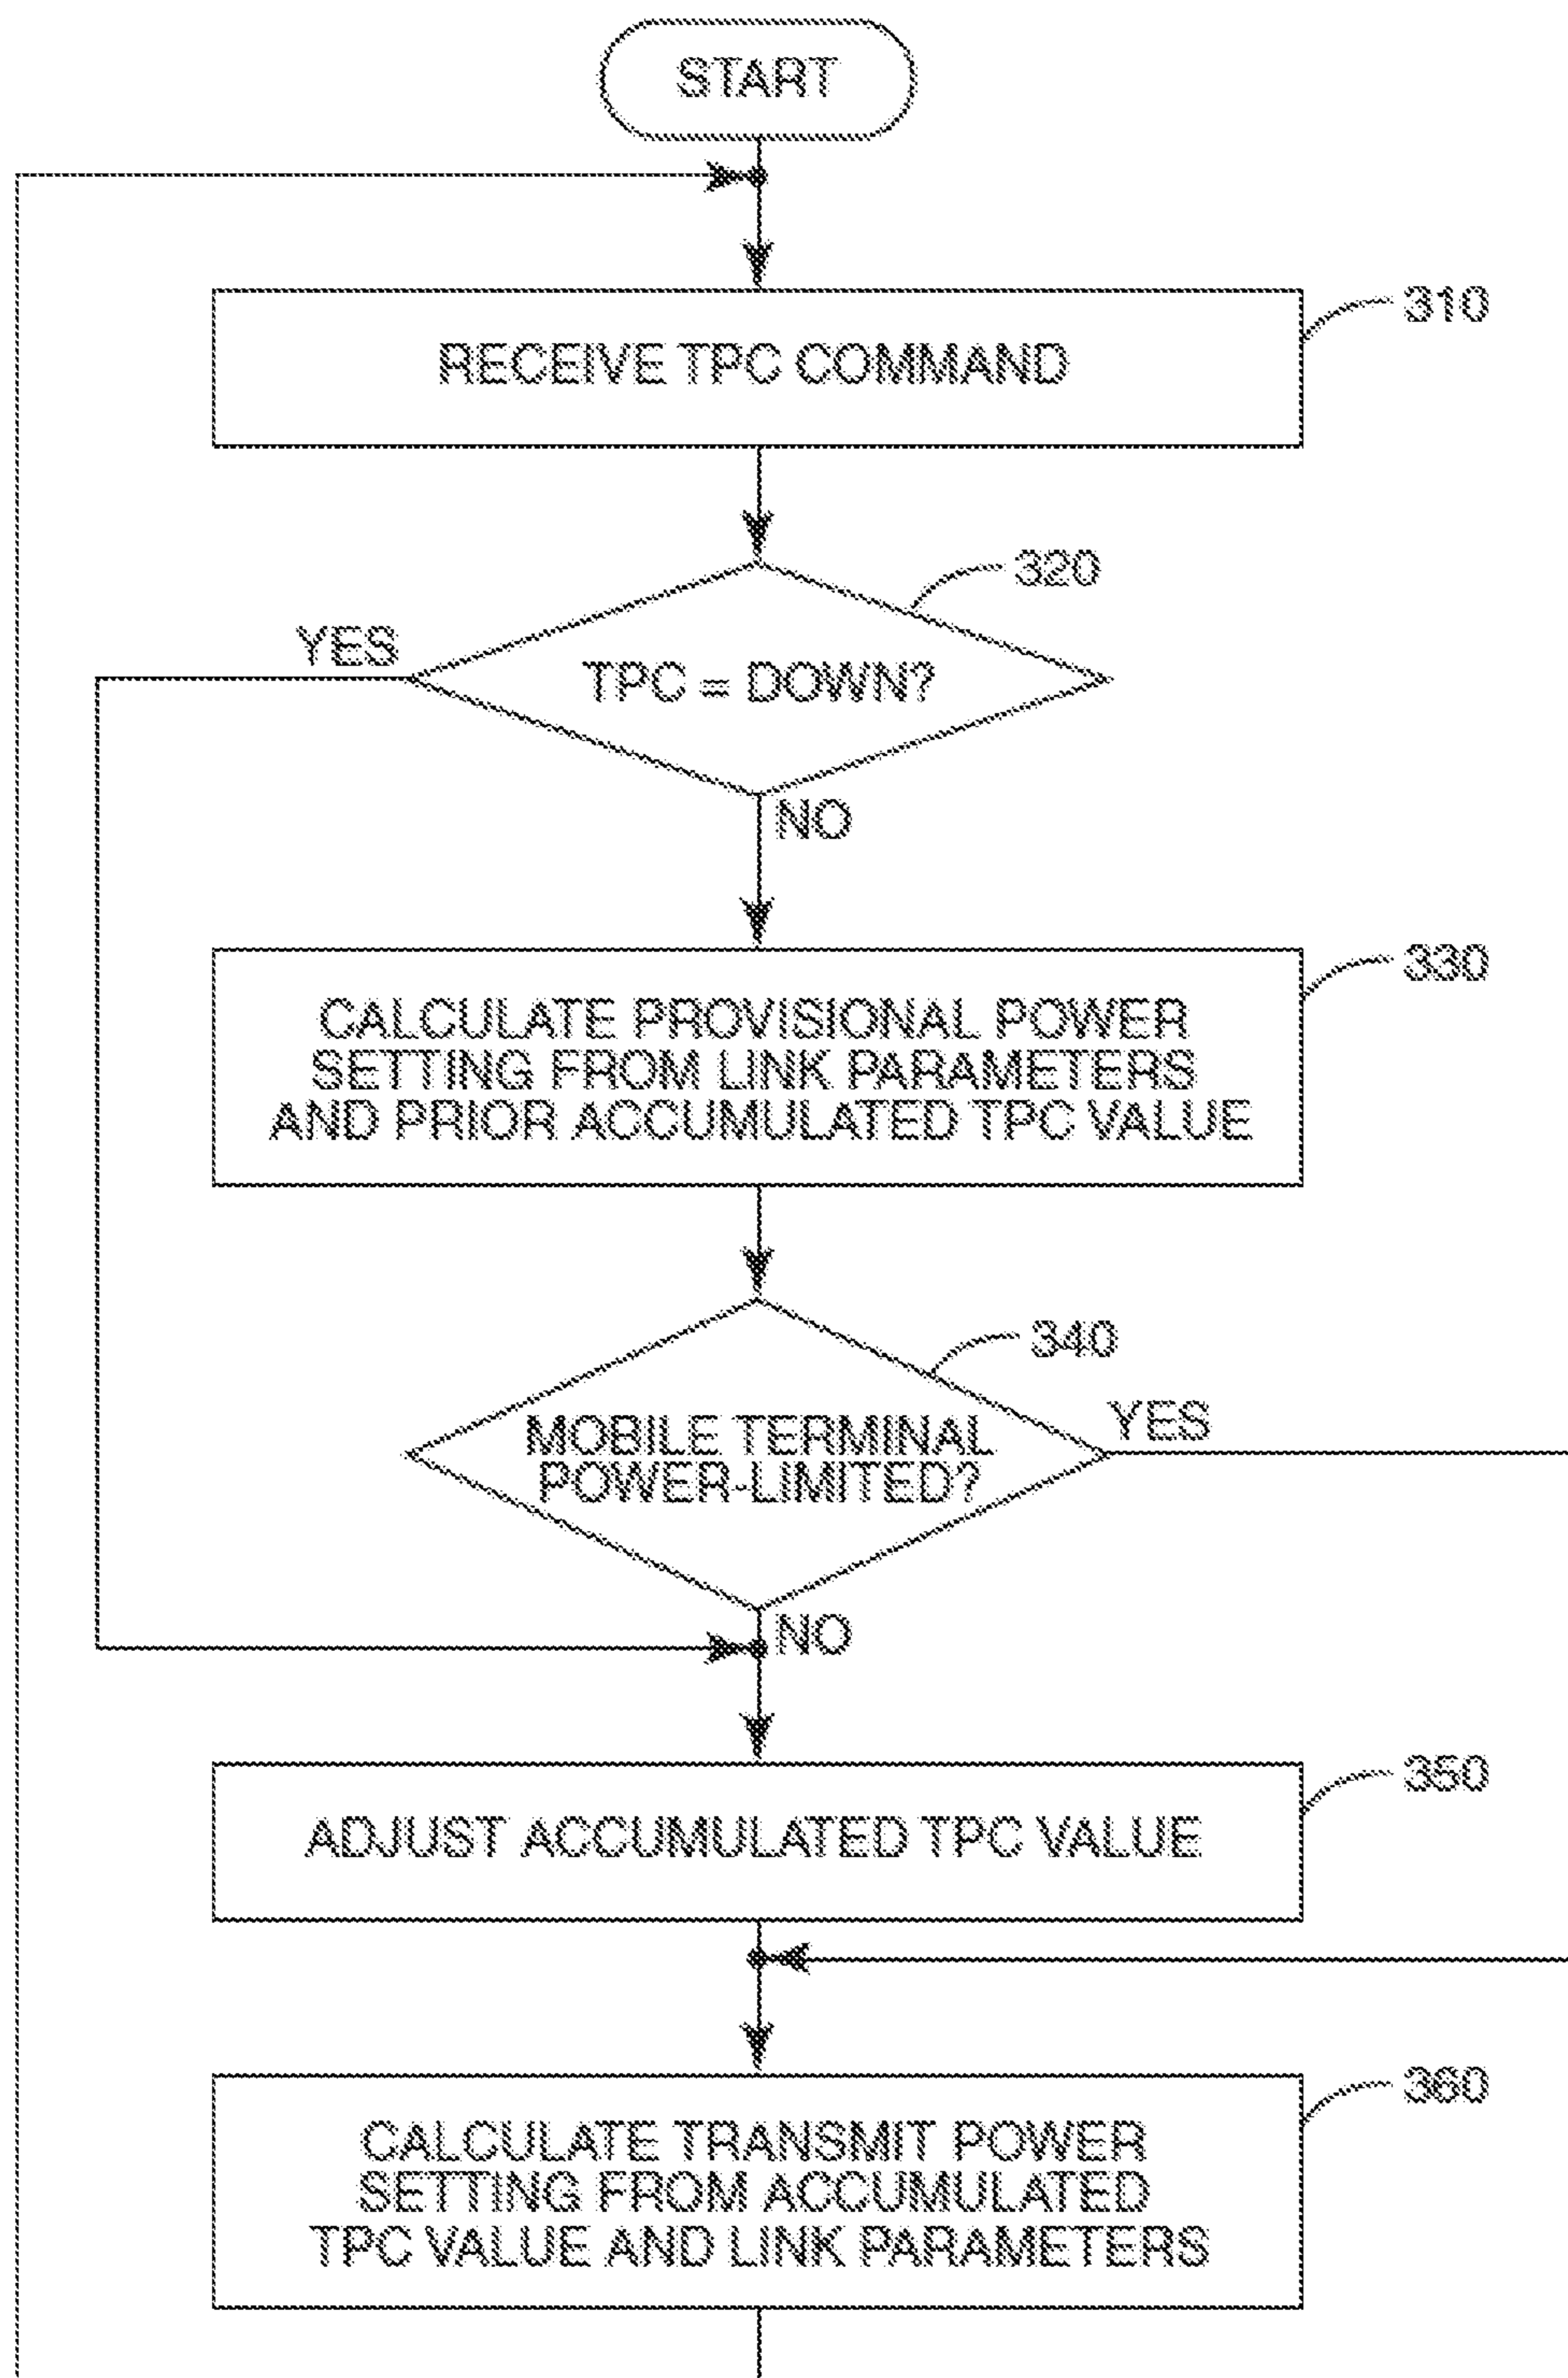 START
310
RECEIVE TPC COMMAND
320
YES
TPC = DOWN?
NO
330
CALCULATE PROVISIONAL POWER
SETTING FROM LINK PARAMETERS
AND PRIOR ACCUMULATED TPC VALUE
340
YES
MOBILE TERMINAL
POWER-LIMITED?
NO
350
ADJUST ACCUMULATED TPC VALUE
360
CALCULATE TRANSMIT POWER
SETTING FROM ACCUMULATED
TPC VALUE AND LINK PARAMETERS